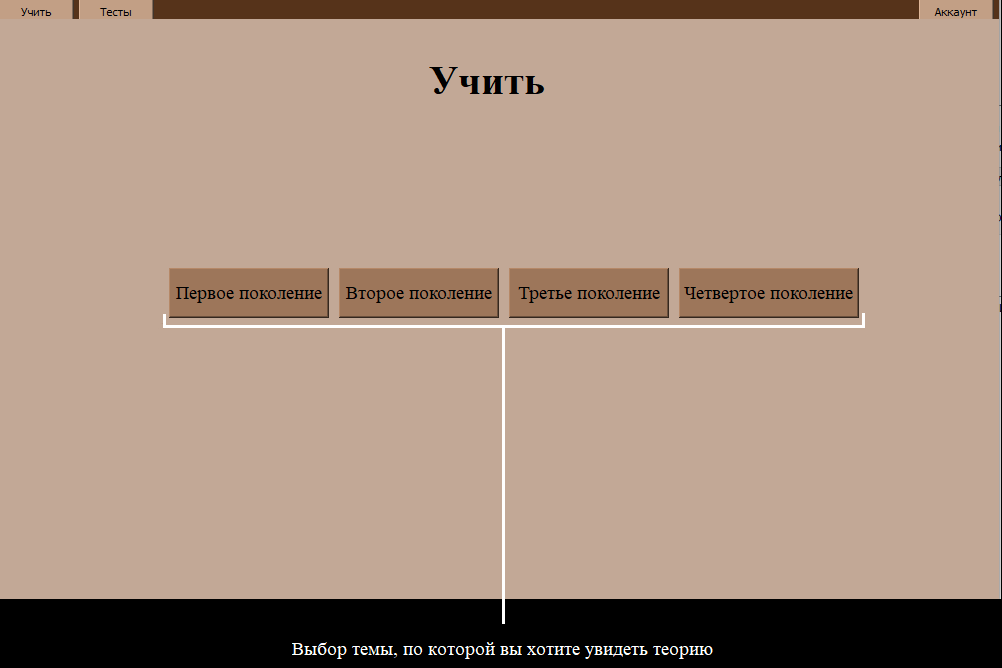 Учить Тесты Аккаунт
Учить
Первое поколение Второе поколение Третье поколение Четвертое поколение
Выбор темы, по которой вы хотите увидеть теорию